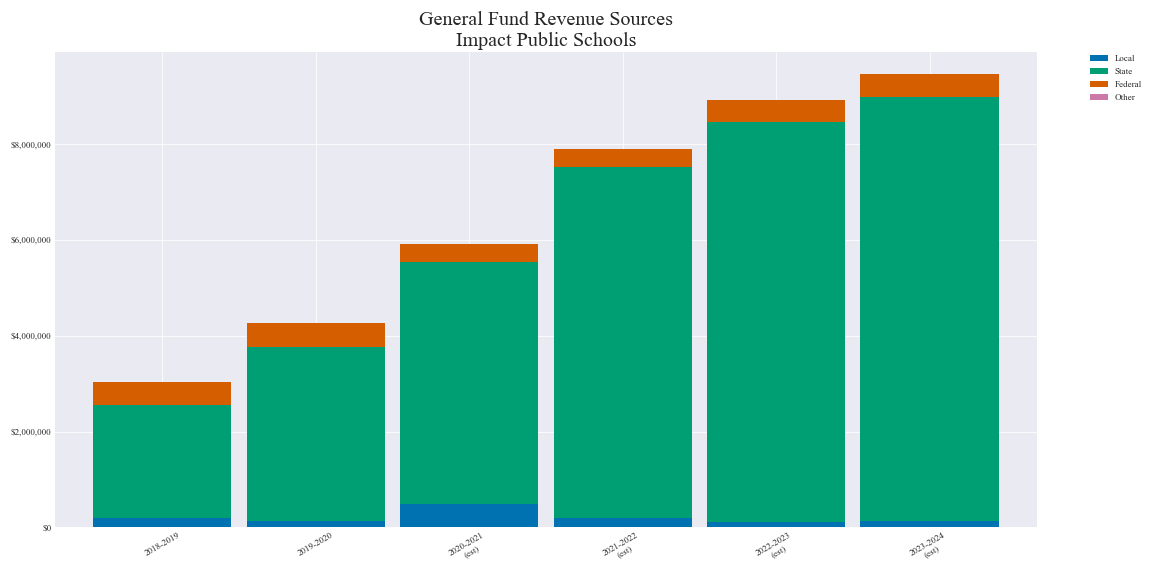 General Fund Revenue Sources
Impact Public Schools
Local
State
Federal
Other
$8,000,000
$6,000,000
$4,000,000
$2,000,000
$0
2018-2019
2019-2020
2020-2021
(est)
2021-2022
(est)
2022-2023
(est)
2023-2024
(est)